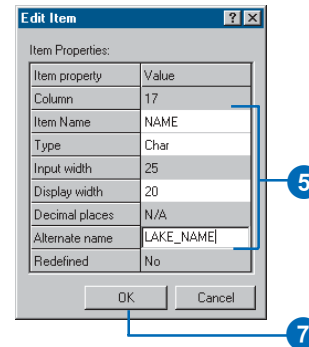 Edit Item ? X
Item Properties:
Item property Value
Column 17
Item Name NAME
Type Char
Input width 25
Display width 20
Decimal places N/A
Alternate name LAKE_NAME
Redefined No
5
OK Cancel
7